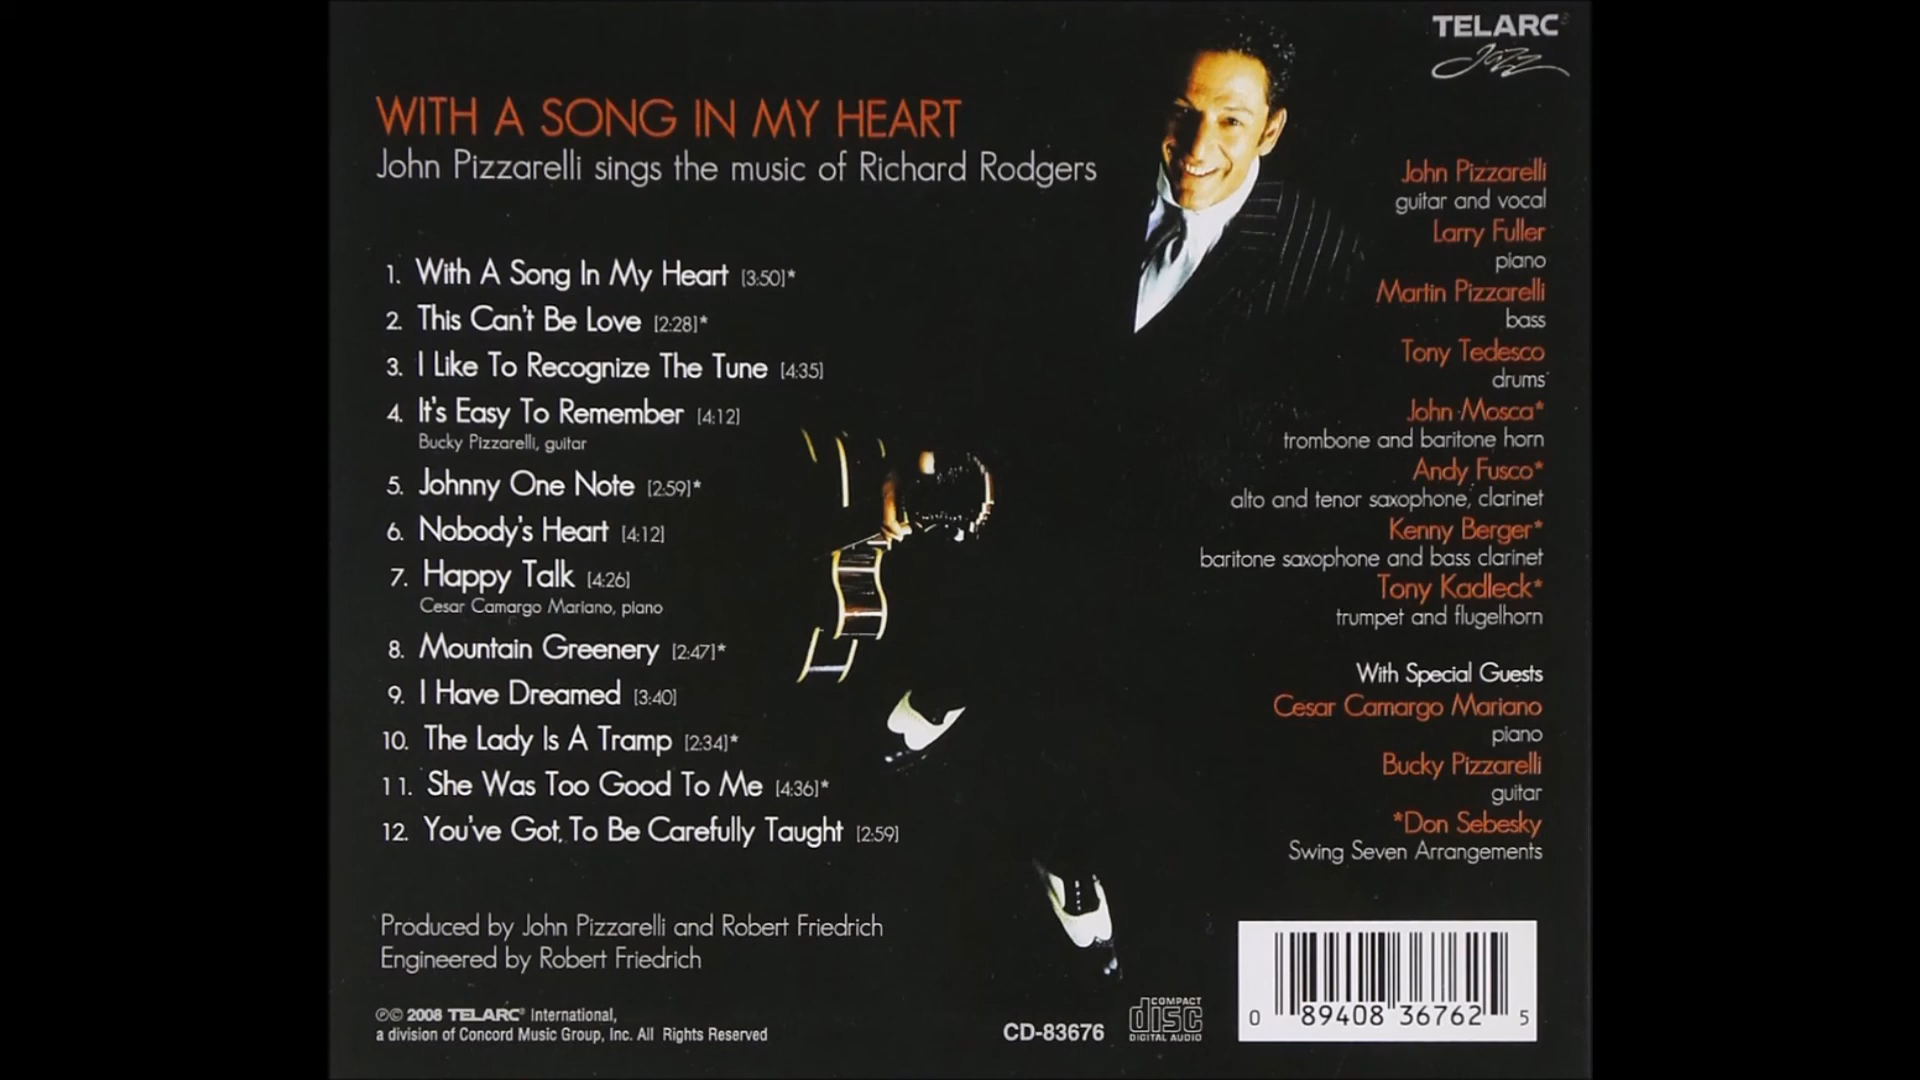 TELARC
Jazz
WITH A SONG IN MY HEART
John Pizzarelli sings the music of Richard Rodgers
1. With A Song In My Heart [3:50]*
2. This Can't Be Love [2:28]*
3. I Like To Recognize The Tune [4:35]
4. It's Easy To Remember [4:12]
Bucky Pizzarelli, guitar
5. Johnny One Note [2:59]*
6. Nobody's Heart [4:12]
7. Happy Talk [4:26]
Cesar Camargo Mariano, piano
8. Mountain Greenery [2:47]*
9. I Have Dreamed [3:40]
10. The Lady Is A Tramp [2:34]*
11. She Was Too Good To Me [4:36]*
12. You've Got To Be Carefully Taught [2:59]
John Pizzarelli
guitar and vocal
Larry Fuller
piano
Martin Pizzarelli
bass
Tony Tedesco
drums
John Mosca*
trombone and baritone horn
Andy Fusco*
alto and tenor saxophone, clarinet
Kenny Berger*
baritone saxophone and bass clarinet
Tony Kadleck*
trumpet and flugelhorn
With Special Guests
Cesar Camargo Mariano
piano
Bucky Pizzarelli
guitar
*Don Sebesky
Swing Seven Arrangements
Produced by John Pizzarelli and Robert Friedrich
Engineered by Robert Friedrich
℗© 2008 TELARC® International,
a division of Concord Music Group, Inc. All Rights Reserved
CD-83676
COMPACT
disc
DIGITAL AUDIO
0 89408 36762 5